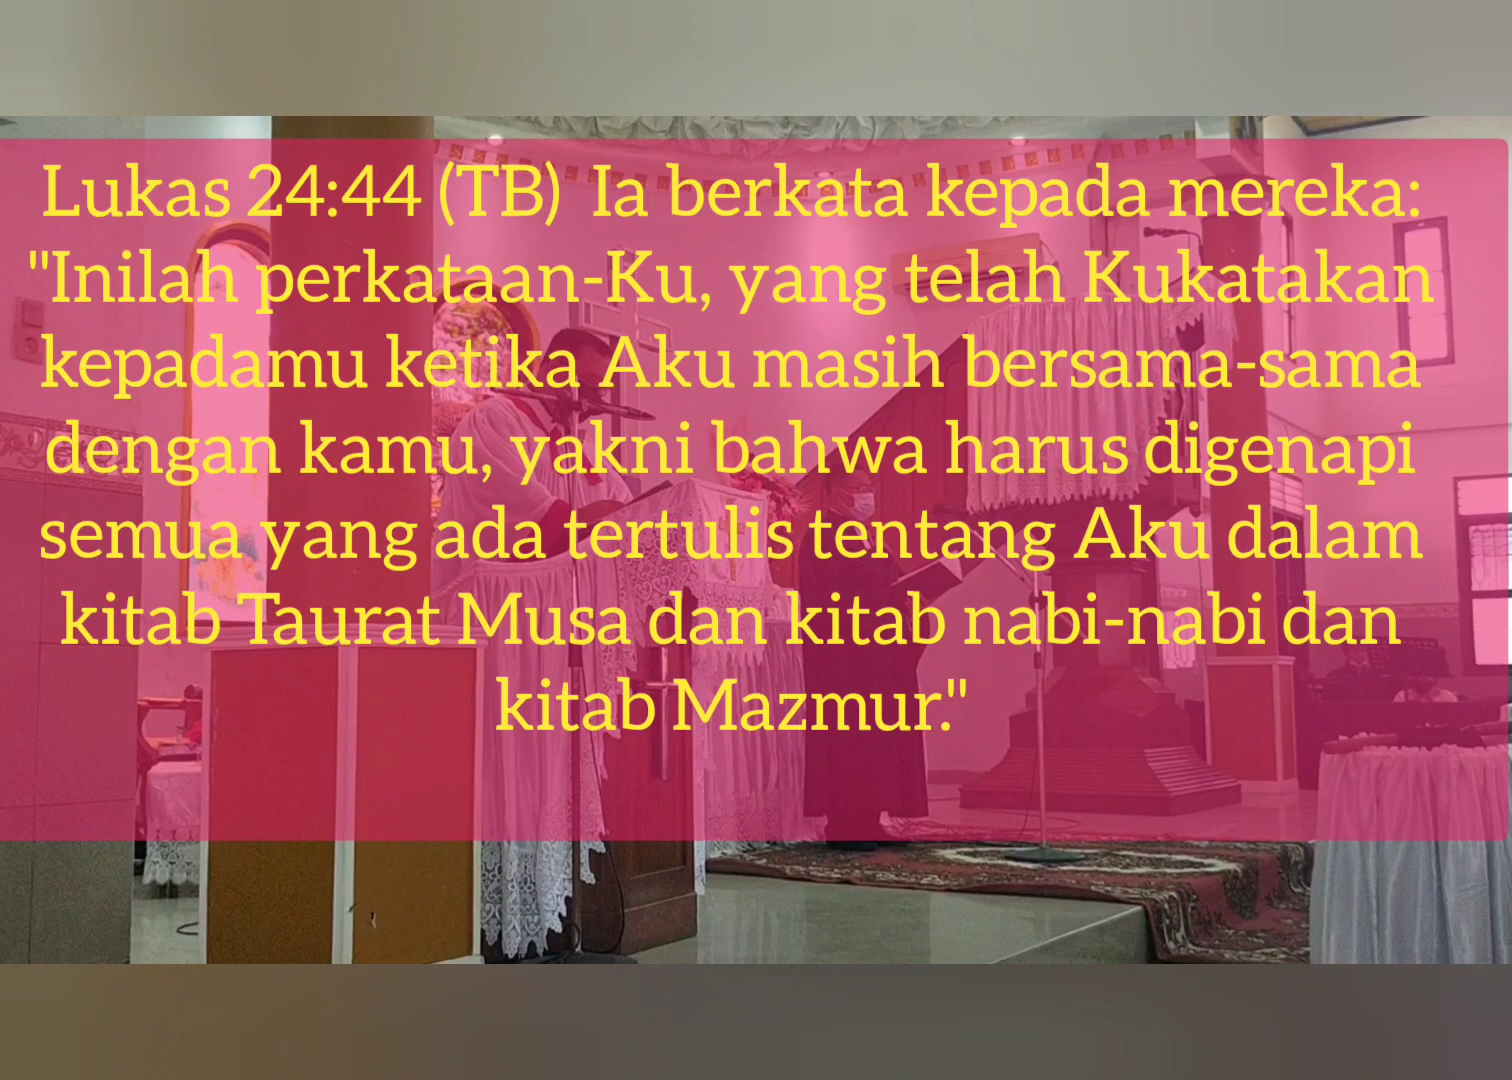 Lukas 24:44 (TB)  Ia berkata kepada mereka:
"Inilah perkataan-Ku, yang telah Kukatakan
kepadamu ketika Aku masih bersama-sama
dengan kamu, yakni bahwa harus digenapi
semua yang ada tertulis tentang Aku dalam
kitab Taurat Musa dan kitab nabi-nabi dan
kitab Mazmur."